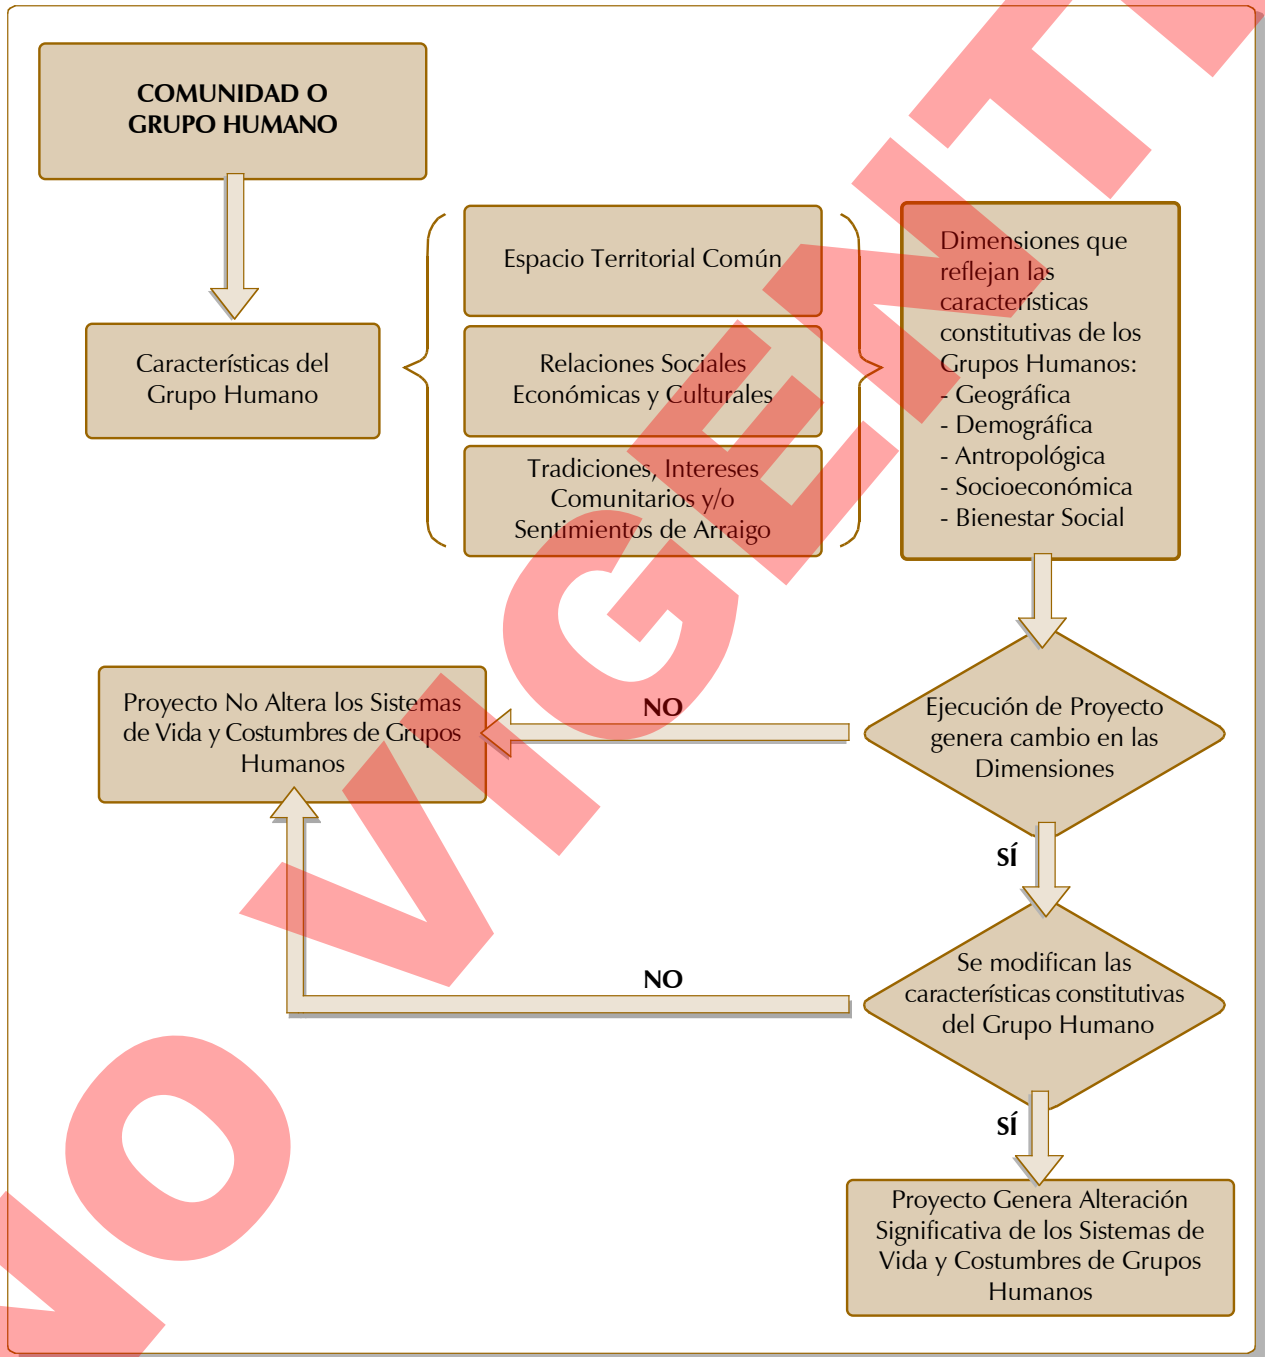 COMUNIDAD O
GRUPO HUMANO
Características del
Grupo Humano
Espacio Territorial Común
Relaciones Sociales
Económicas y Culturales
Tradiciones, Intereses
Comunitarios y/o
Sentimientos de Arraigo
Dimensiones que
reflejan las
características
constitutivas de los
Grupos Humanos:
- Geográfica
- Demográfica
- Antropológica
- Socioeconómica
- Bienestar Social
Ejecución de Proyecto
genera cambio en las
Dimensiones
NO
Proyecto No Altera los Sistemas
de Vida y Costumbres de Grupos
Humanos
SÍ
Se modifican las
características constitutivas
del Grupo Humano
NO
SÍ
Proyecto Genera Alteración
Significativa de los Sistemas de
Vida y Costumbres de Grupos
Humanos
NO VIGENTE